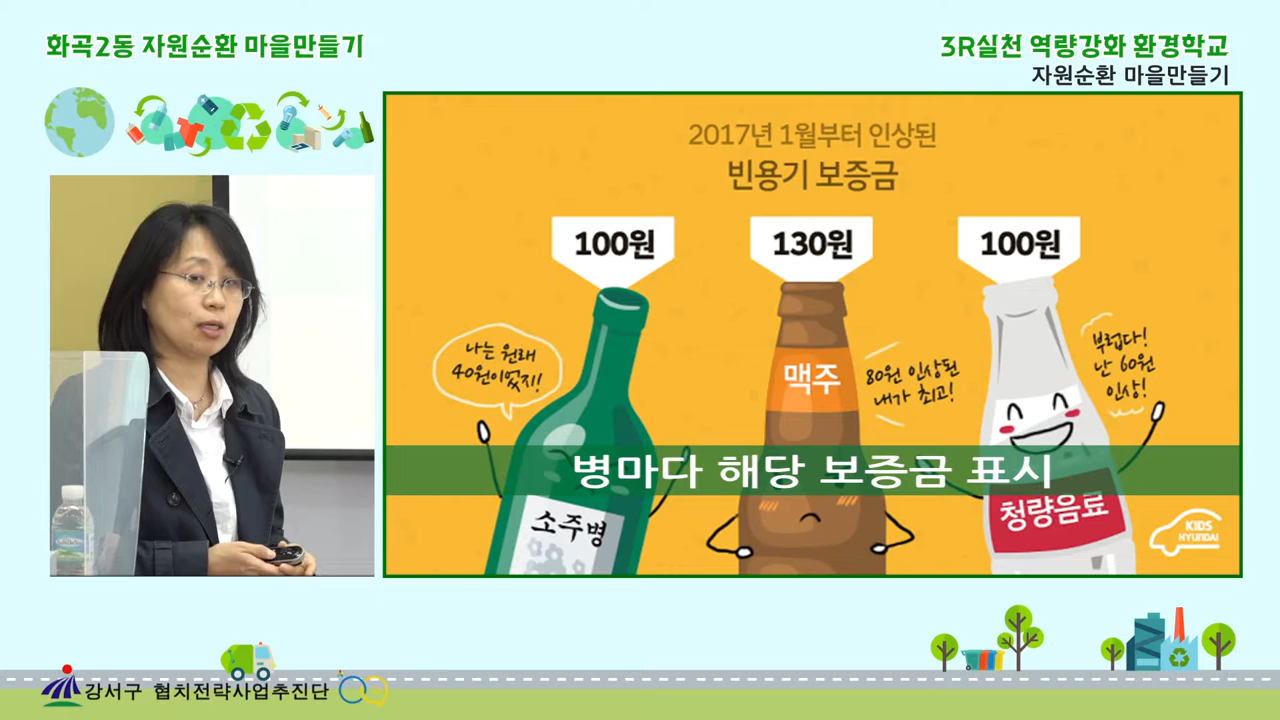 화곡2동 자원순환 마을만들기
3R실천 역량강화 환경학교
자원순환 마을만들기
2017년 1월부터 인상된
빈용기 보증금
100원
130원
100원
나는 원래
40원이었지!
맥주
80원 인상된
내가 최고!
부럽다!
난 60원
인상!
병마다 해당 보증금 표시
소주병
청량음료
KIDS
HYUNDAI
강서구 협치전략사업추진단